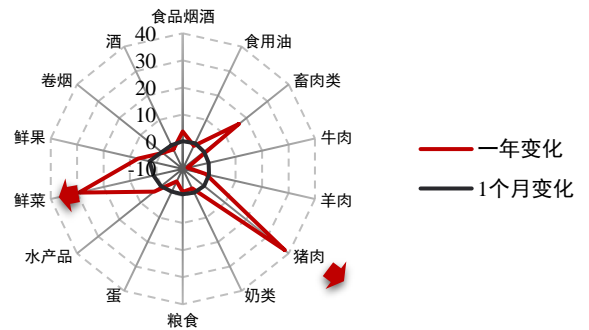 食品烟酒
食用油
畜肉类
牛肉
羊肉
猪肉
奶类
粮食
蛋
水产品
鲜菜
鲜果
卷烟
酒
40
30
20
10
0
-10
一年变化
1个月变化